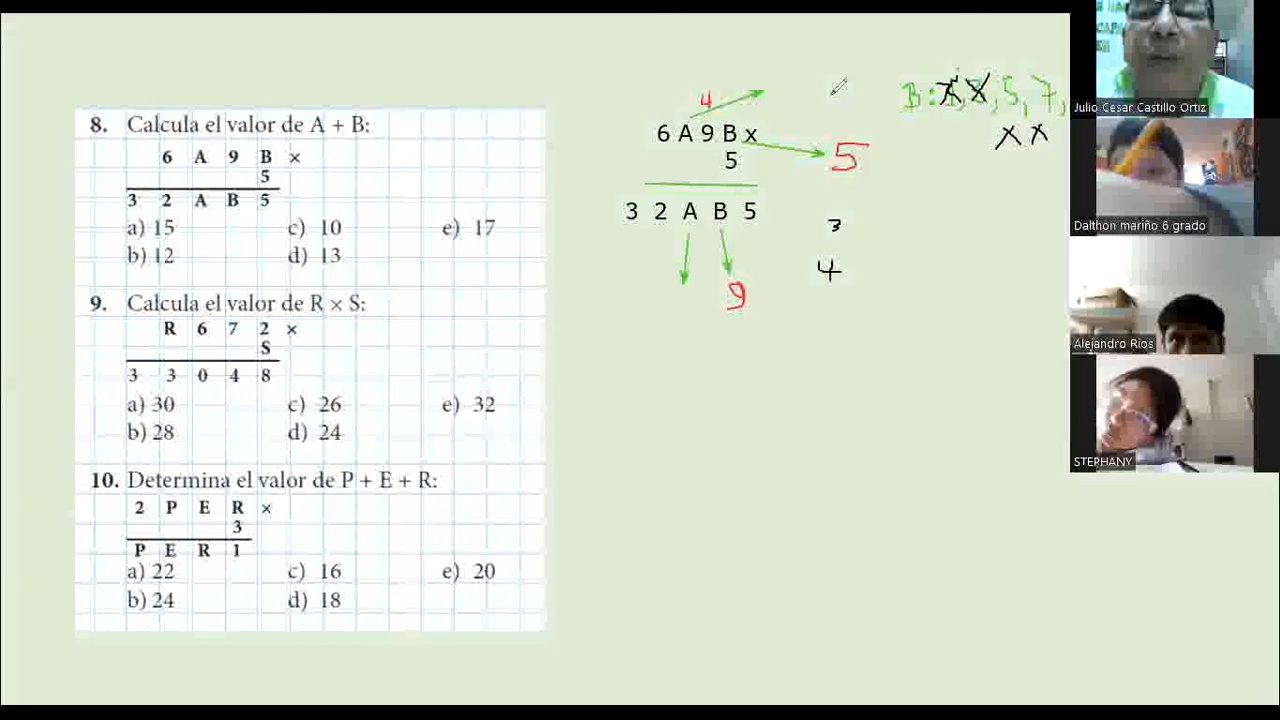 8. Calcula el valor de A + B:
6 A 9 B ×
5
3 2 A B 5
a) 15 c) 10 e) 17
b) 12 d) 13
9. Calcula el valor de R × S:
R 6 7 2 ×
S
3 3 0 4 8
a) 30 c) 26 e) 32
b) 28 d) 24
10. Determina el valor de P + E + R:
2 P E R ×
3
P E R 1
a) 22 c) 16 e) 20
b) 24 d) 18
4
6 A 9 B x
5
5
3 2 A B 5
3
4
9
B: 5, 7,
Julio Cesar Castillo Ortiz
Dalthon mariño 6 grado
Alejandro Rios
STEPHANY